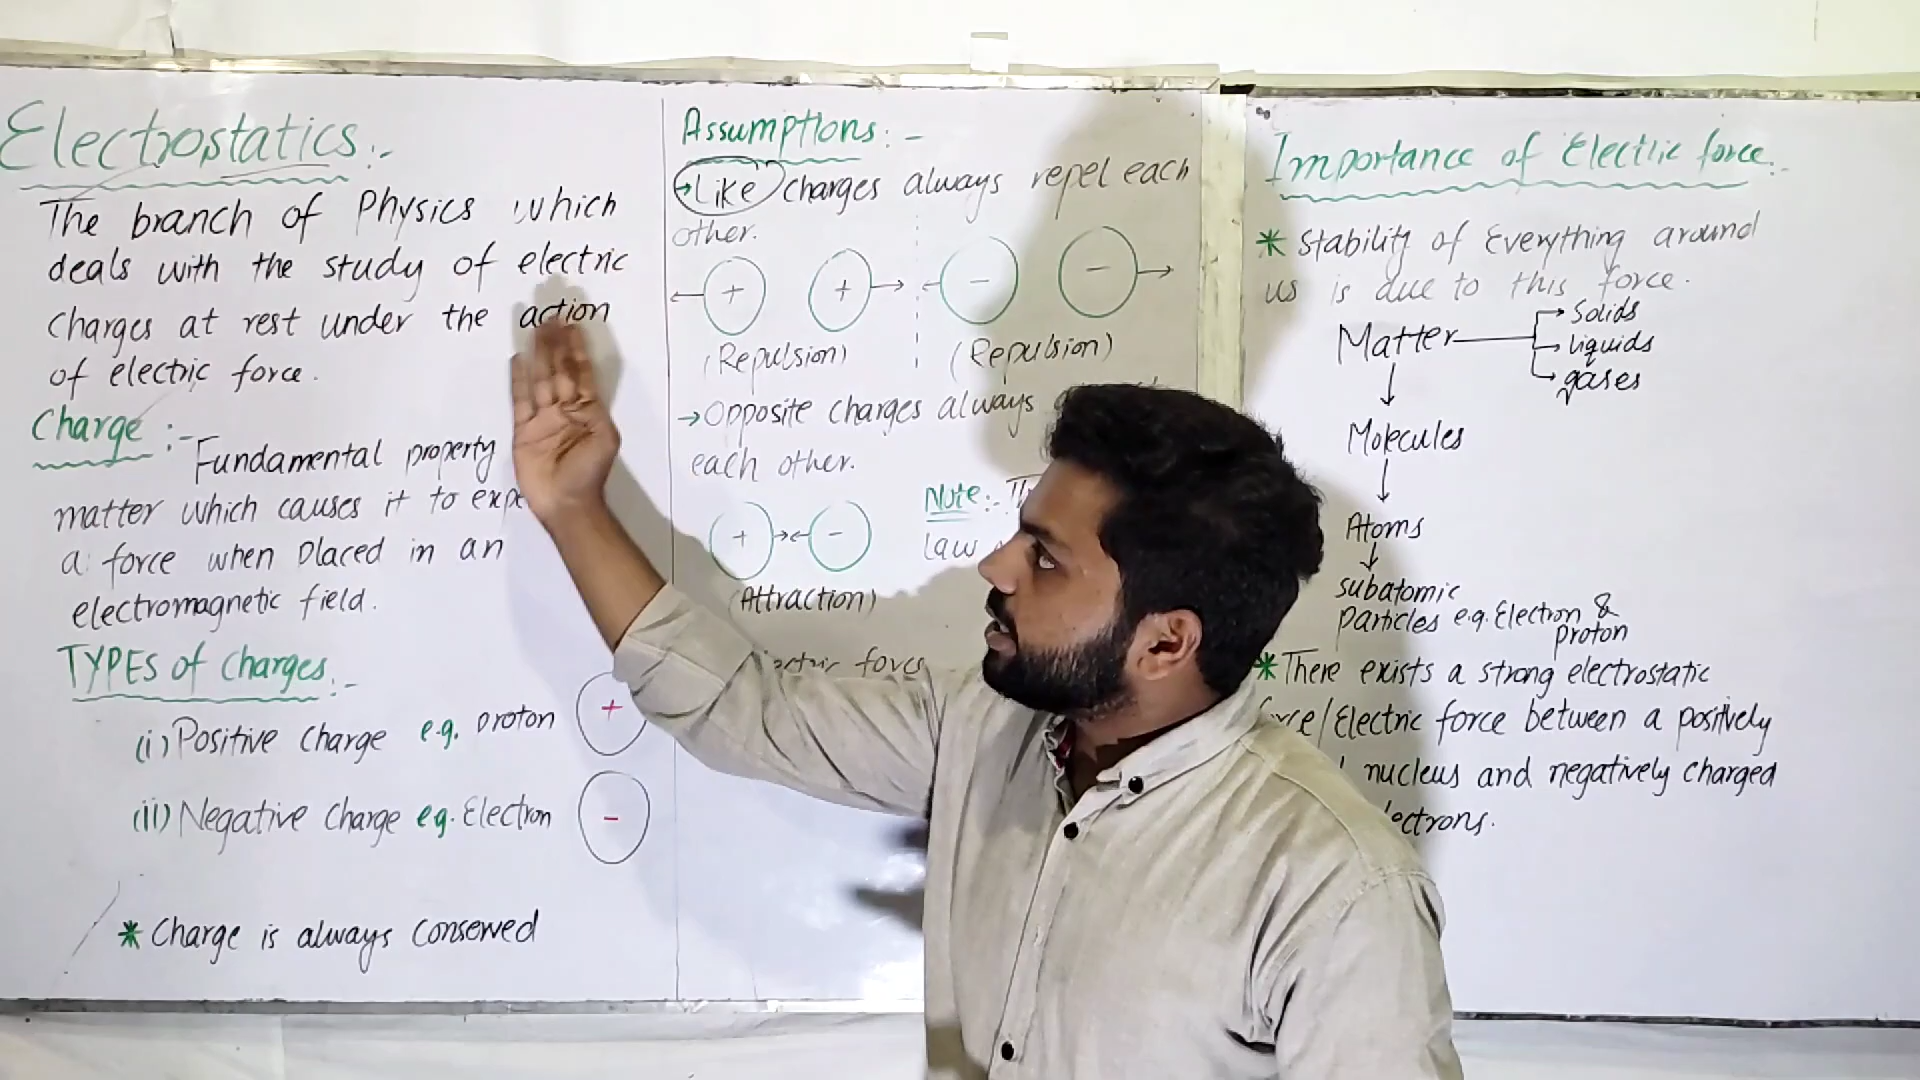 Electrostatics:-
The branch of Physics which
deals with the study of electric
charges at rest under the action
of electric force.
Charge :- Fundamental property
matter which causes it to
a force when placed in an
electromagnetic field.
TYPES of Charges:-
(i) Positive Charge e.g. proton +
(ii) Negative Charge e.g. Electron -
* Charge is always conserved
Assumptions:-
→ Like charges always repel each
other.
+ + - -
(Repulsion) (Repulsion)
→ Opposite charges always
each other.
Note:-
law
+ -
(Attraction)
force
Importance of Electric force:-
* Stability of Everything around
us is due to this force.
Matter
Solids
liquids
gases
Molecules
Atoms
subatomic
Particles e.g. Electron &
proton
* There exists a strong electrostatic
/Electric force between a positively
nucleus and negatively charged